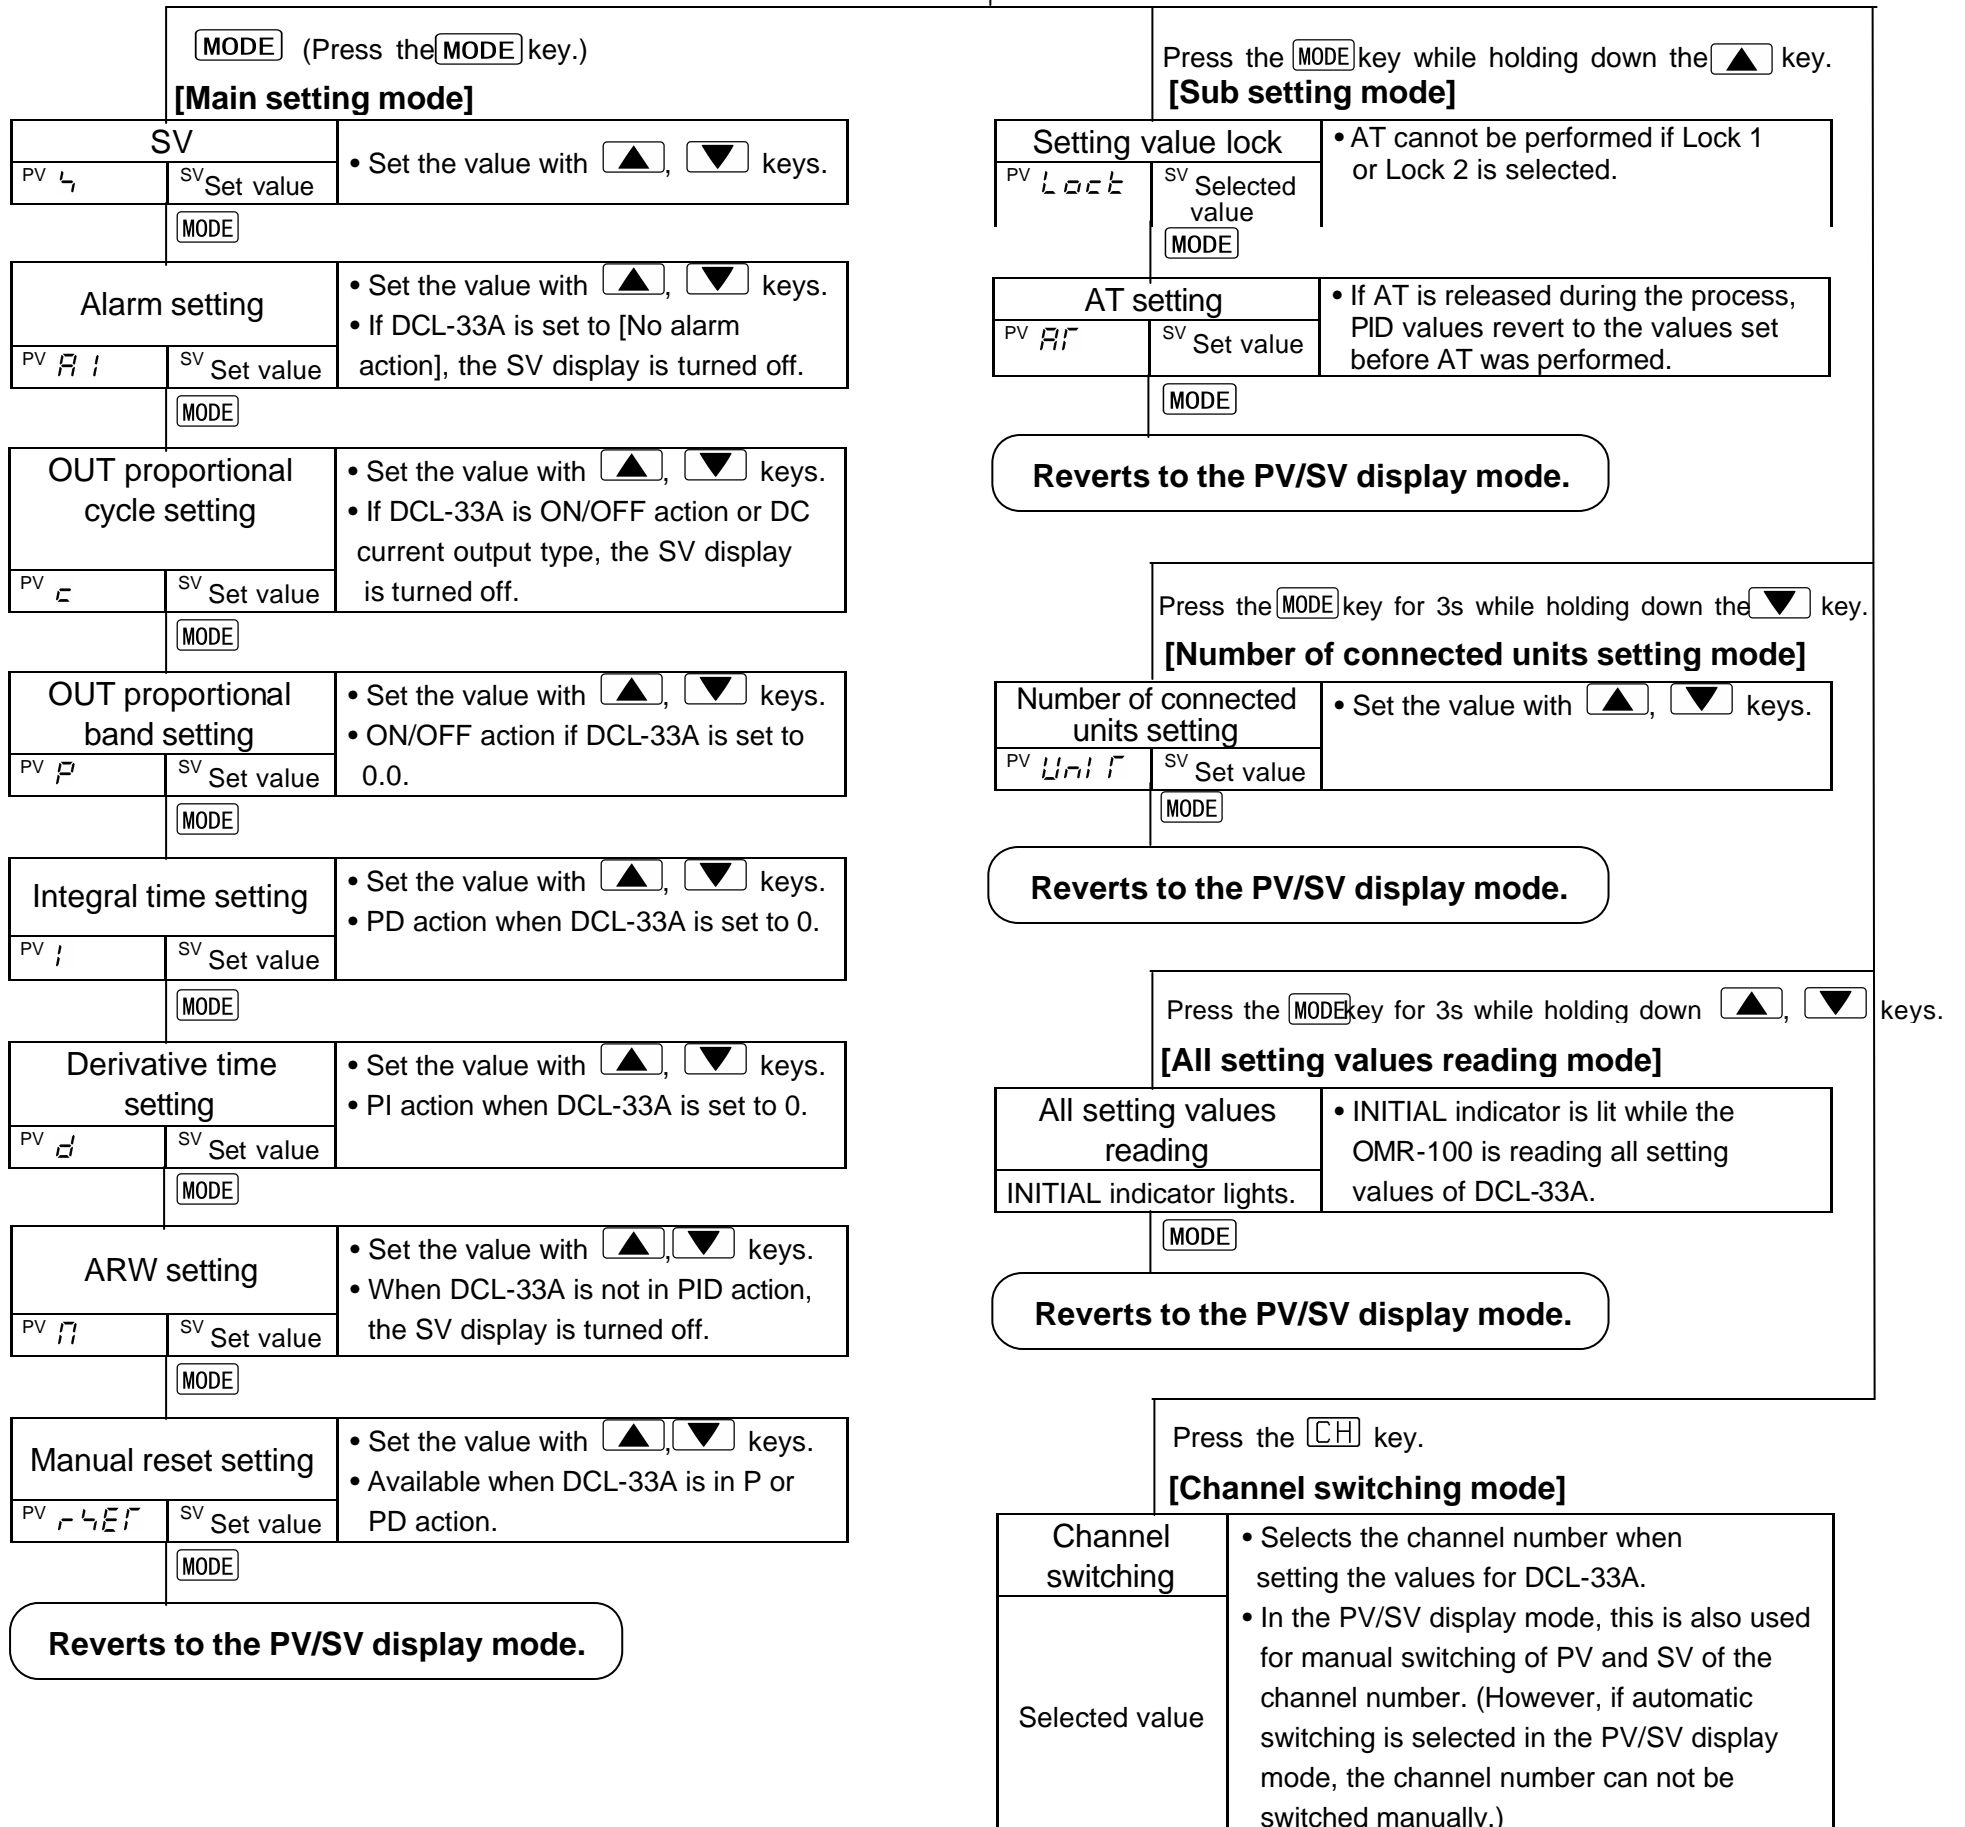 MODE (Press the MODE key.)
[Main setting mode]
SV
PV
SV Set value
• Set the value with ▲, ▼ keys.
MODE
Alarm setting
PV A1
SV Set value
• Set the value with ▲, ▼ keys.
• If DCL-33A is set to [No alarm
action], the SV display is turned off.
MODE
OUT proportional
cycle setting
PV c
SV Set value
• Set the value with ▲, ▼ keys.
• If DCL-33A is ON/OFF action or DC
current output type, the SV display
is turned off.
MODE
OUT proportional
band setting
PV P
SV Set value
• Set the value with ▲, ▼ keys.
• ON/OFF action if DCL-33A is set to
0.0.
MODE
Integral time setting
PV I
SV Set value
• Set the value with ▲, ▼ keys.
• PD action when DCL-33A is set to 0.
MODE
Derivative time
setting
PV d
SV Set value
• Set the value with ▲, ▼ keys.
• PI action when DCL-33A is set to 0.
MODE
ARW setting
PV
SV Set value
• Set the value with ▲,▼ keys.
• When DCL-33A is not in PID action,
the SV display is turned off.
MODE
Manual reset setting
PV rSET
SV Set value
• Set the value with ▲,▼ keys.
• Available when DCL-33A is in P or
PD action.
MODE
Reverts to the PV/SV display mode.
Press the MODE key while holding down the ▲ key.
[Sub setting mode]
Setting value lock
PV Lock
SV Selected
value
• AT cannot be performed if Lock 1
or Lock 2 is selected.
MODE
AT setting
PV AT
SV Set value
• If AT is released during the process,
PID values revert to the values set
before AT was performed.
MODE
Reverts to the PV/SV display mode.
Press the MODE key for 3s while holding down the ▼ key.
[Number of connected units setting mode]
Number of connected
units setting
PV UnIT
SV Set value
• Set the value with ▲, ▼ keys.
MODE
Reverts to the PV/SV display mode.
Press the MODE key for 3s while holding down ▲, ▼ keys.
[All setting values reading mode]
All setting values
reading
INITIAL indicator lights.
• INITIAL indicator is lit while the
OMR-100 is reading all setting
values of DCL-33A.
MODE
Reverts to the PV/SV display mode.
Press the CH key.
[Channel switching mode]
Channel
switching
Selected value
• Selects the channel number when
setting the values for DCL-33A.
• In the PV/SV display mode, this is also used
for manual switching of PV and SV of the
channel number. (However, if automatic
switching is selected in the PV/SV display
mode, the channel number can not be
switched manually.)